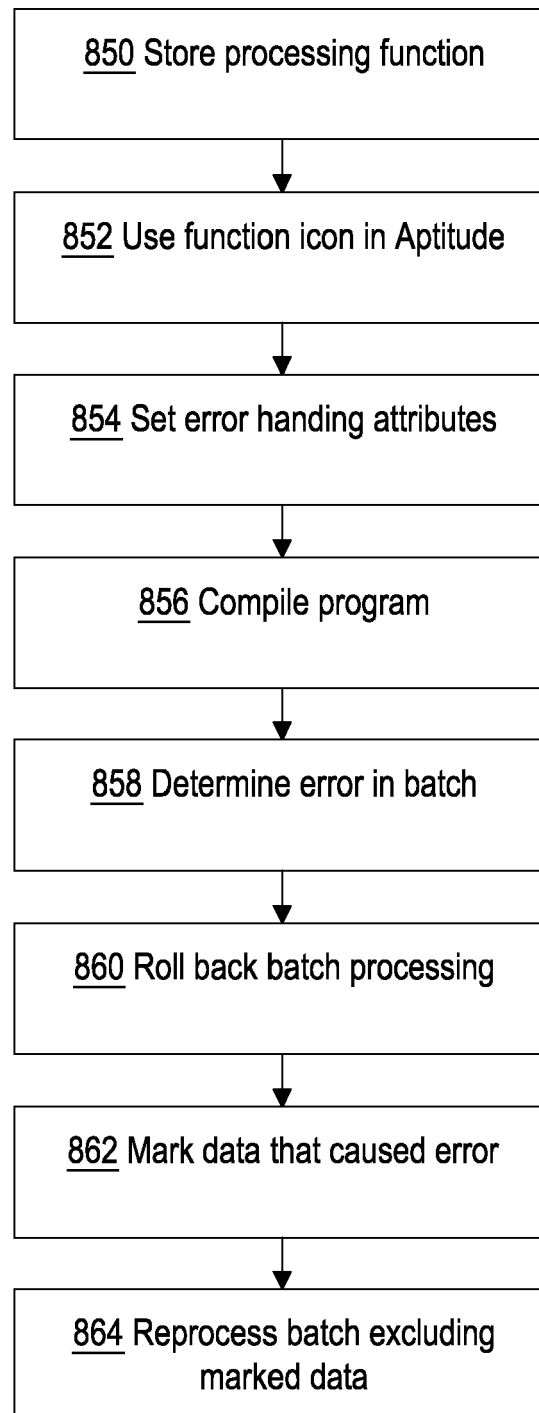 850 Store processing function
852 Use function icon in Aptitude
854 Set error handing attributes
856 Compile program
858 Determine error in batch
860 Roll back batch processing
862 Mark data that caused error
864 Reprocess batch excluding
marked data